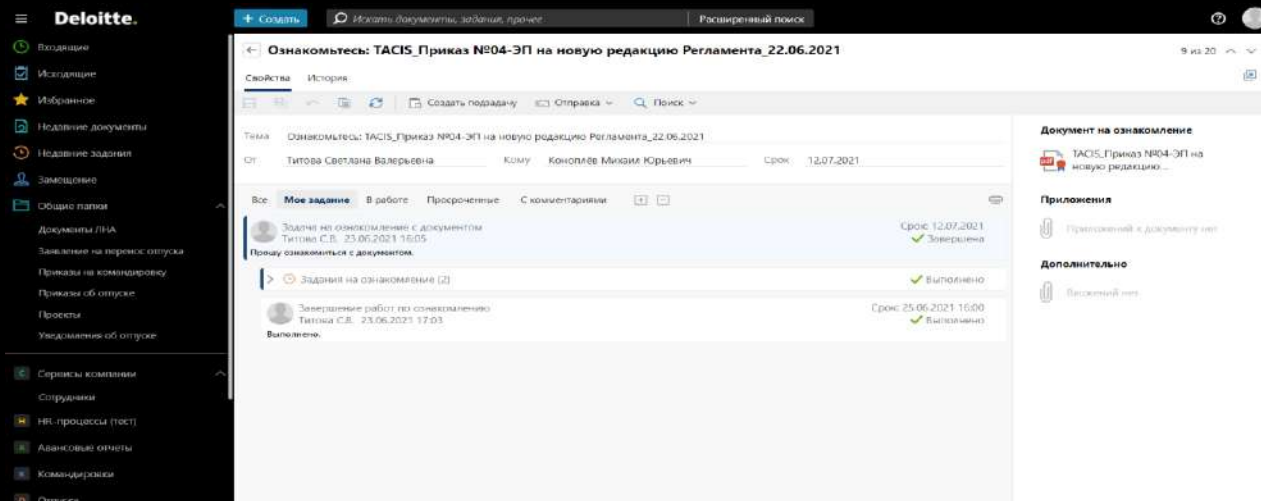 Deloitte.
+ Создать
Искать документы, задания, прочее
Расширенный поиск
Входящие
Исходящие
Избранное
Недавние документы
Недавние задания
Замещение
Общие папки
Документы ЛНА
Заявление на перенос отпуска
Приказы на командировку
Приказы об отпуске
Проекты
Уведомления об отпуске
Сервисы компании
Сотрудники
HR-процессы (тест)
Авансовые отчеты
Командировки
Отпуска
Ознакомьтесь: TACIS_Приказ №04-ЭП на новую редакцию Регламента_22.06.2021
9 из 20
Свойства История
Создать подзадачу Отправка Поиск
Тема Ознакомьтесь: TACIS_Приказ №04-ЭП на новую редакцию Регламента_22.06.2021
От Титова Светлана Валерьевна Кому Коноплёв Михаил Юрьевич Срок 12.07.2021
Все Мое задание В работе Просроченные С комментариями
Задача на ознакомление с документом Срок: 12.07.2021
Титова С.В. 23.06.2021 16:05 Завершена
Прошу ознакомиться с документом.
Задания на ознакомление (2) Выполнено
Завершение работ по ознакомлению Срок: 25.06.2021 16:00
Титова С.В. 23.06.2021 17:03 Выполнено
Выполнено.
Документ на ознакомление
pdf
TACIS_Приказ №04-ЭП на
новую редакцию...
Приложения
Приложений к документу нет
Дополнительно
Вложений нет